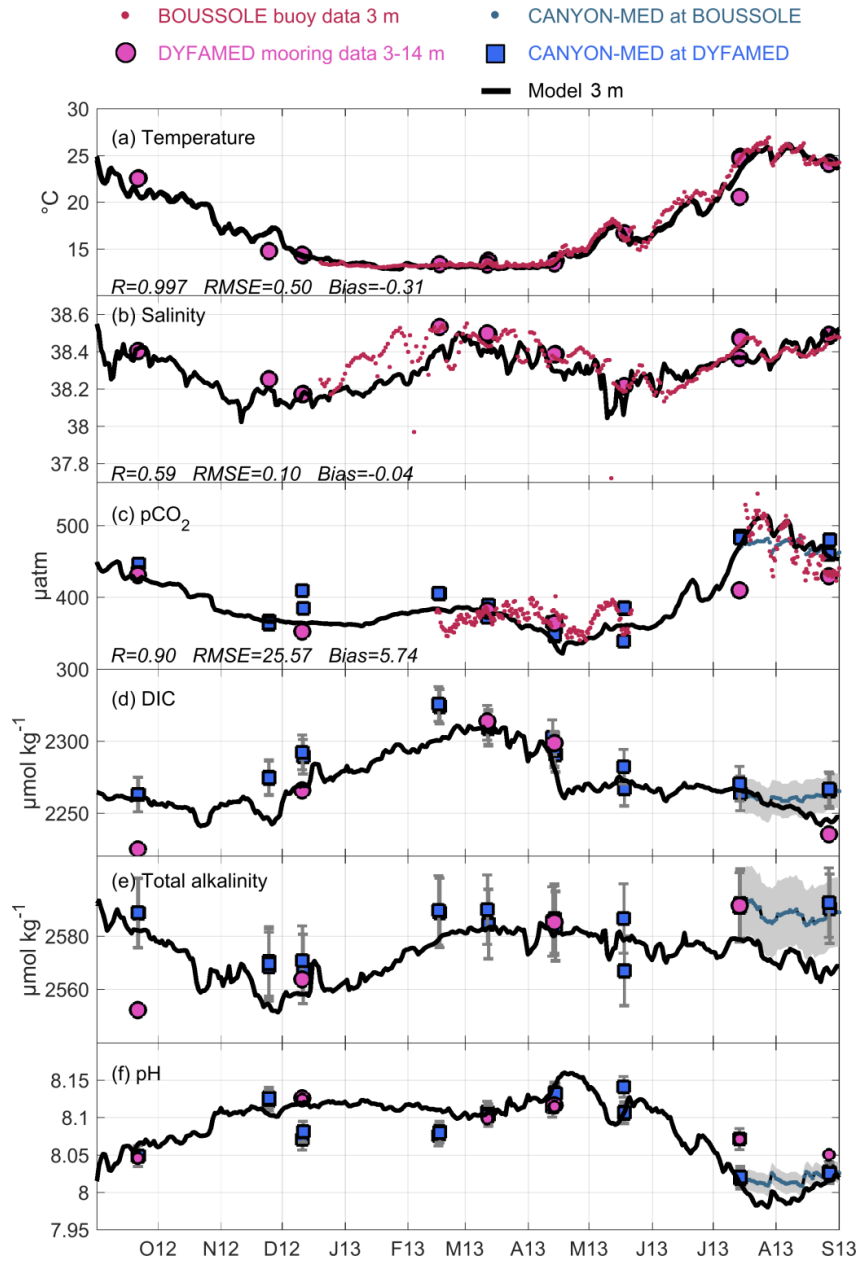 BOUSSOLE buoy data 3 m
CANYON-MED at BOUSSOLE
DYFAMED mooring data 3-14 m
CANYON-MED at DYFAMED
Model 3 m
(a) Temperature
°C
30
25
20
15
R=0.997 RMSE=0.50 Bias=-0.31
(b) Salinity
38.6
38.4
38.2
38
37.8
R=0.59 RMSE=0.10 Bias=-0.04
(c) pCO₂
µatm
500
400
300
R=0.90 RMSE=25.57 Bias=5.74
(d) DIC
µmol kg⁻¹
2300
2250
(e) Total alkalinity
µmol kg⁻¹
2580
2560
(f) pH
8.15
8.1
8.05
8
7.95
O12 N12 D12 J13 F13 M13 A13 M13 J13 J13 A13 S13